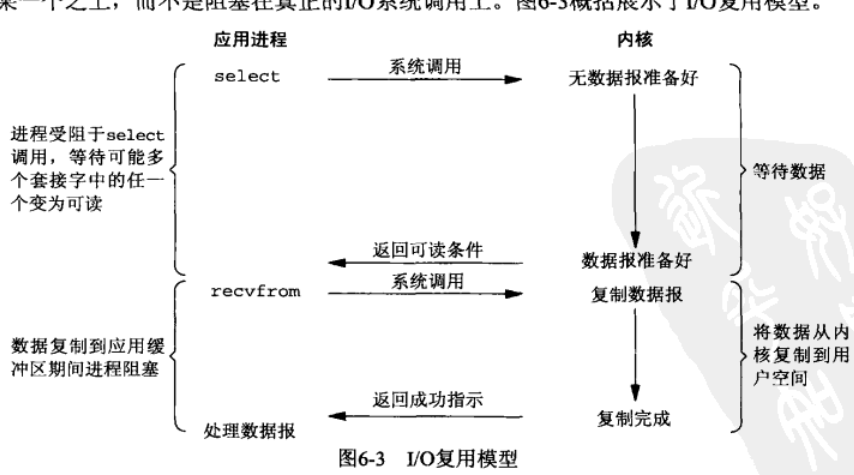 某一个之上，而不是阻塞在真正的I/O系统调用上。图6-3概括展示了I/O复用模型。
应用进程
内核
select
系统调用
无数据报准备好
进程受阻于select
调用，等待可能多
个套接字中的任一
个变为可读
等待数据
返回可读条件
数据报准备好
recvfrom
系统调用
复制数据报
数据复制到应用缓
冲区期间进程阻塞
将数据从内
核复制到用
户空间
返回成功指示
复制完成
处理数据报
图6-3 I/O复用模型